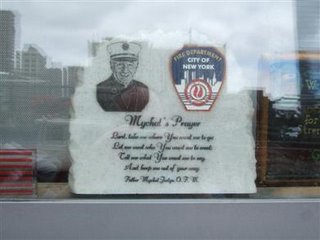 FIRE DEPARTMENT
CITY OF
NEW YORK
Mychal's Prayer
Lord, take me where You want me to go;
Let me meet who You want me to meet;
Tell me what You want me to say,
And keep me out of your way.
Father Mychal Judge, O.F.M.